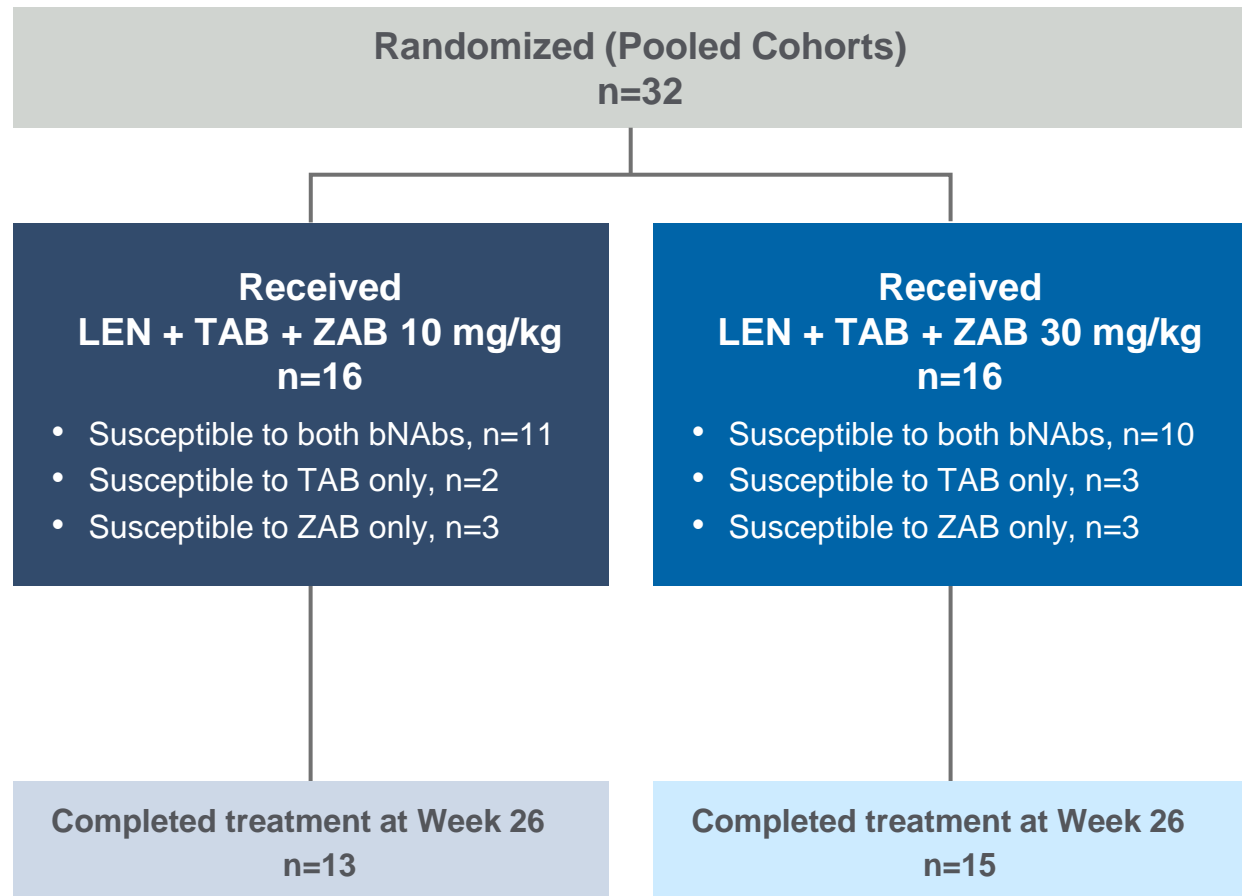 Randomized (Pooled Cohorts)
n=32
Received
LEN + TAB + ZAB 10 mg/kg
n=16
• Susceptible to both bNAbs, n=11
• Susceptible to TAB only, n=2
• Susceptible to ZAB only, n=3
Received
LEN + TAB + ZAB 30 mg/kg
n=16
• Susceptible to both bNAbs, n=10
• Susceptible to TAB only, n=3
• Susceptible to ZAB only, n=3
Completed treatment at Week 26
n=13
Completed treatment at Week 26
n=15